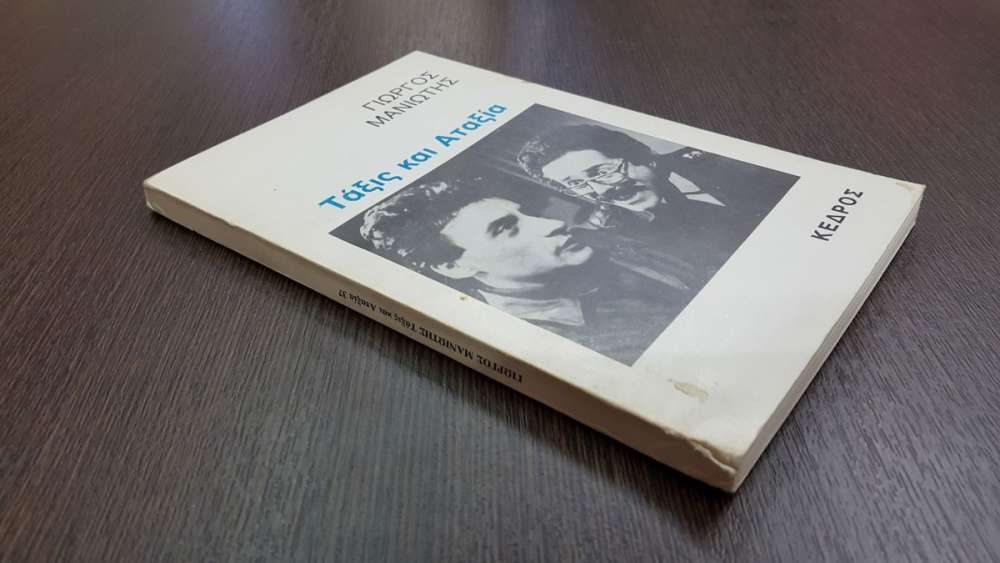 ΓΙΩΡΓΟΣ
ΜΑΝΙΩΤΗΣ
Τάξις και Αταξία
ΚΕΔΡΟΣ
ΓΙΩΡΓΟΣ ΜΑΝΙΩΤΗΣ Τάξις και Αταξία 37